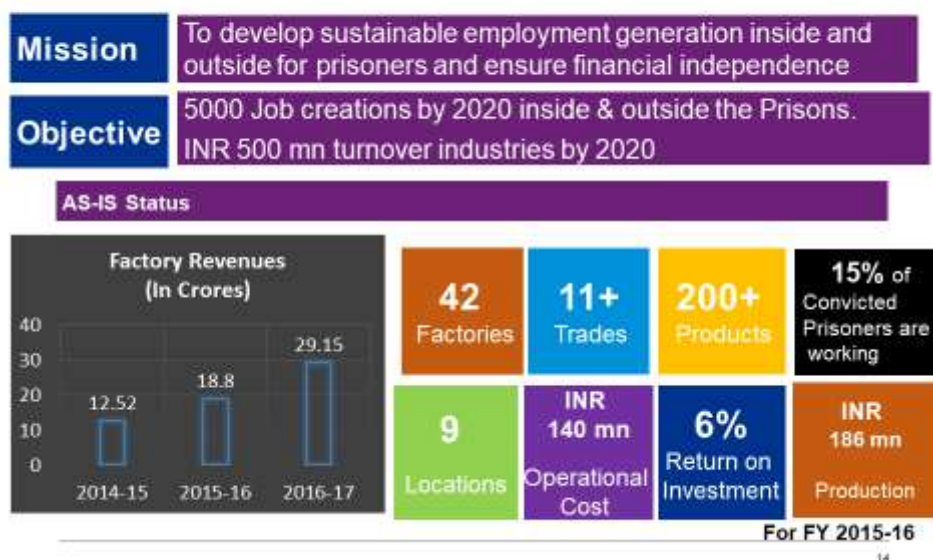 Mission
To develop sustainable employment generation inside and
outside for prisoners and ensure financial independence
Objective
5000 Job creations by 2020 inside & outside the Prisons.
INR 500 mn turnover industries by 2020
AS-IS Status
Factory Revenues
(In Crores)
40
30
20
10
0
12.52
18.8
29.15
2014-15
2015-16
2016-17
42
Factories
11+
Trades
200+
Products
15% of
Convicted
Prisoners are
working
9
Locations
INR
140 mn
Operational
Cost
6%
Return on
Investment
INR
186 mn
Production
For FY 2015-16
14